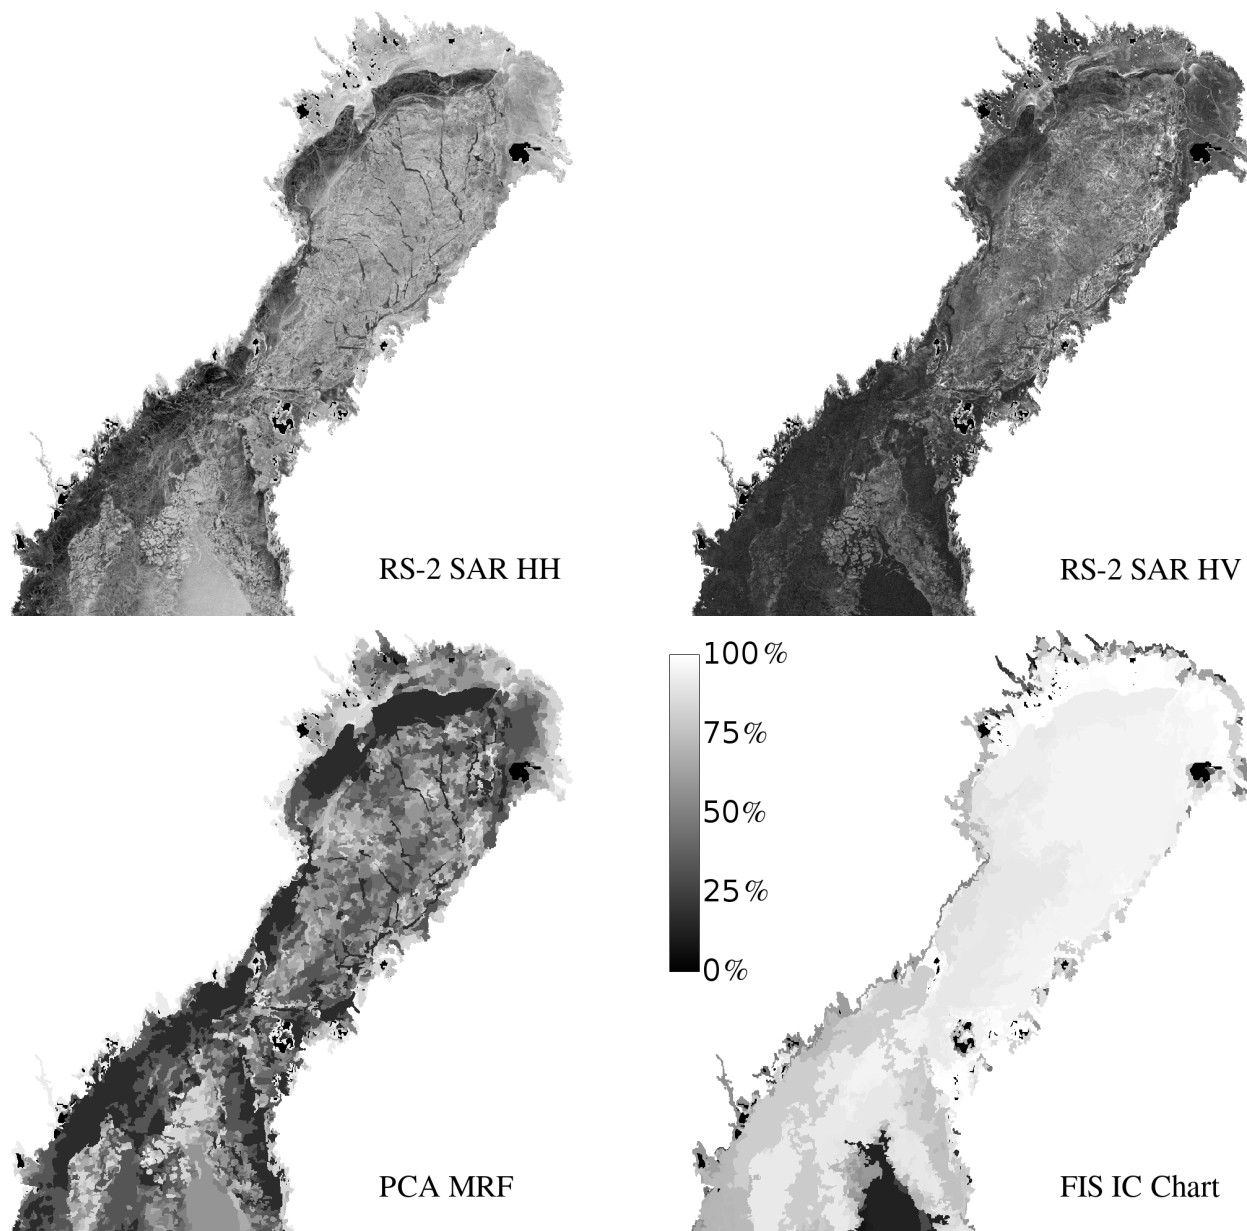 RS-2 SAR HH
RS-2 SAR HV
100%
75%
50%
25%
0%
PCA MRF
FIS IC Chart